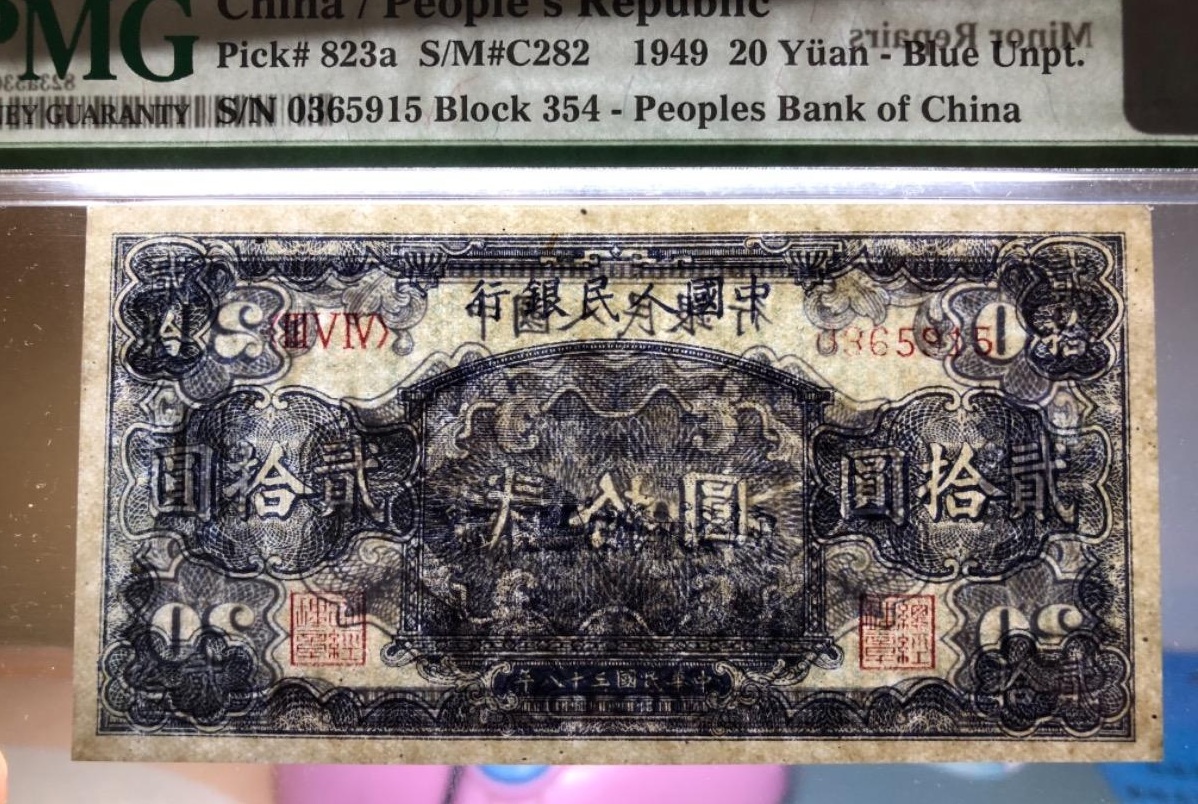 China / People's Republic
PMG Pick# 823a S/M#C282 1949 20 Yüan - Blue Unpt.
Minor Repairs
EY GUARANTY S/N 0365915 Block 354 - Peoples Bank of China
行銀民人國中
〈ⅢⅤⅣ〉 0365915
圓拾貳 圓拾貳
年八十三國民華中